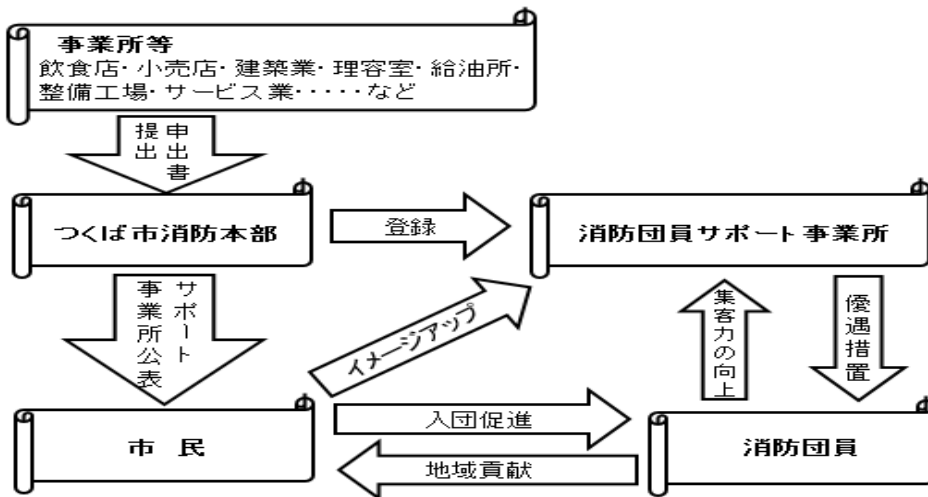 事業所等
飲食店・小売店・建築業・理容室・給油所・
整備工場・サービス業・・・・・など
申出書
提出
つくば市消防本部
登録
消防団員サポート事業所
サポート
事業所公表
イメージアップ
集客力の向上
優遇措置
市 民
入団促進
地域貢献
消防団員